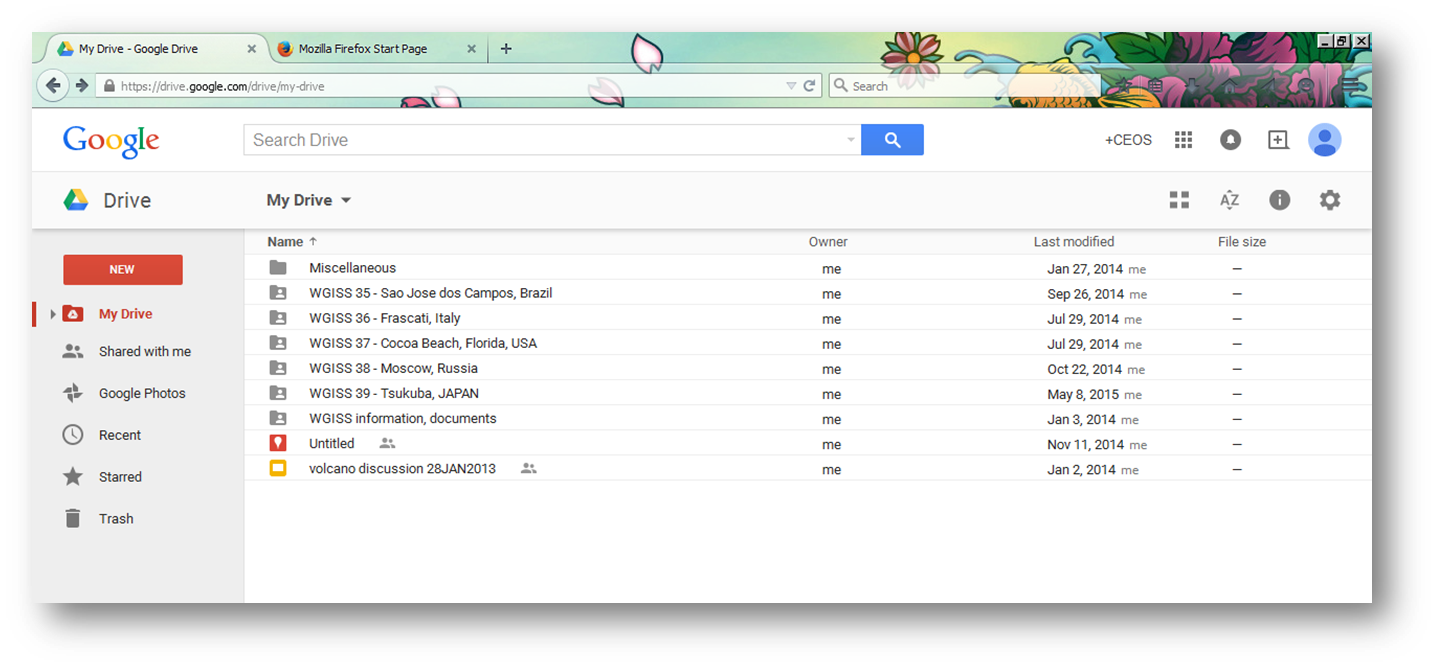 My Drive - Google Drive Mozilla Firefox Start Page
https://drive.google.com/drive/my-drive Search
Google Search Drive +CEOS
Drive My Drive AZ
Name Owner Last modified File size
NEW
My Drive
Shared with me
Google Photos
Recent
Starred
Trash
Miscellaneous me Jan 27, 2014 me —
WGISS 35 - Sao Jose dos Campos, Brazil me Sep 26, 2014 me —
WGISS 36 - Frascati, Italy me Jul 29, 2014 me —
WGISS 37 - Cocoa Beach, Florida, USA me Jul 29, 2014 me —
WGISS 38 - Moscow, Russia me Oct 22, 2014 me —
WGISS 39 - Tsukuba, JAPAN me May 8, 2015 me —
WGISS information, documents me Jan 3, 2014 me —
Untitled me Nov 11, 2014 me —
volcano discussion 28JAN2013 me Jan 2, 2014 me —